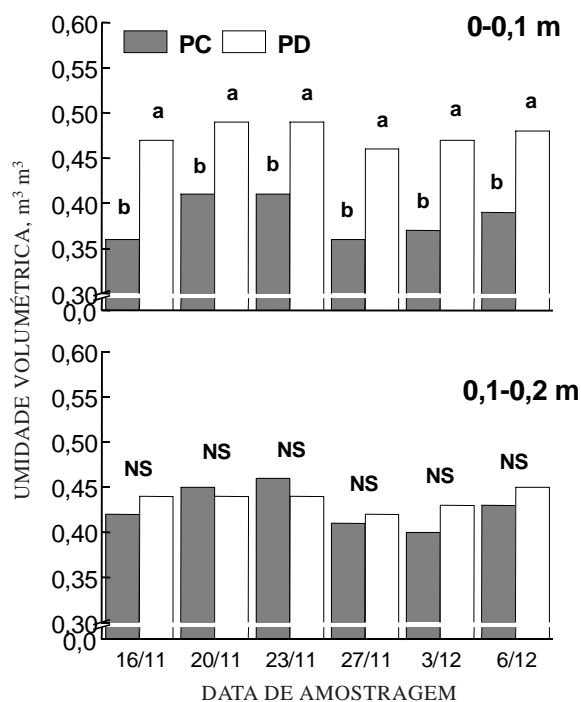 UMIDADE VOLUMÉTRICA, m³ m³
0-0,1 m
PC PD
0,60
0,55
0,50
0,45
0,40
0,35
0,30
0,0
b a b a b a b a b a b a
0,1-0,2 m
0,60
0,55
0,50
0,45
0,40
0,35
0,30
0,0
NS NS NS NS NS NS
16/11 20/11 23/11 27/11 3/12 6/12
DATA DE AMOSTRAGEM